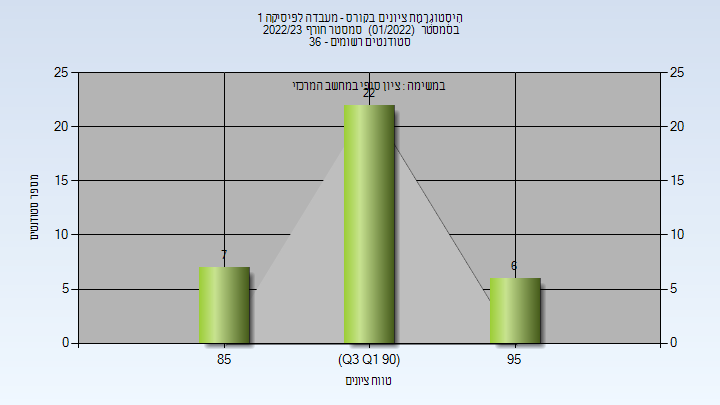 הִיסְטוֹגְרָמַת ציונים בקורס - מעבדה לפיסיקה 1
בסמסטר (01/2022) סמסטר חורף 2022/23
סטודנטים רשומים - 36
במשימה : ציון סופי במחשב המרכזי
25 25
20 20
15 15
10 10
5 5
0 0
7 22 6
85 (Q3 Q1 90) 95
מספר סטודנטים
טווח ציונים